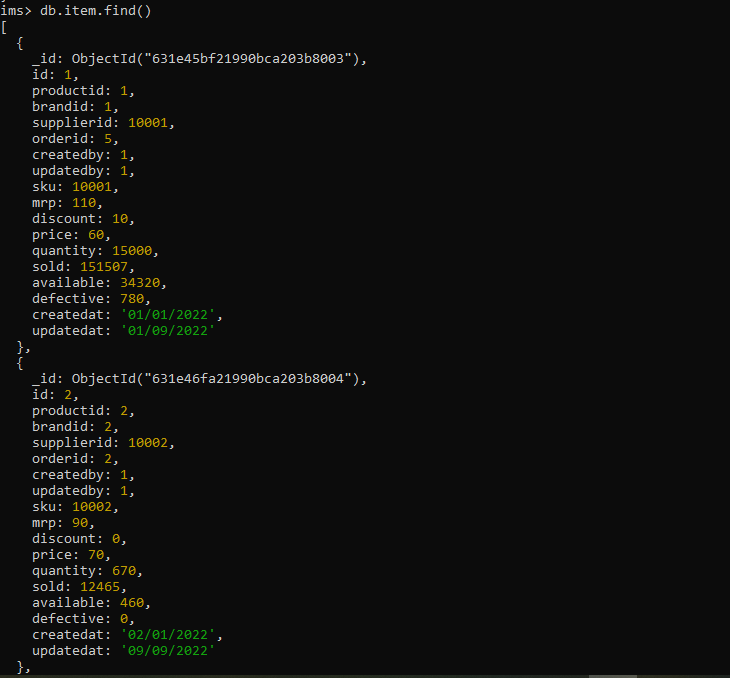 ims> db.item.find()
[
  {
    _id: ObjectId("631e45bf21990bca203b8003"),
    id: 1,
    productid: 1,
    brandid: 1,
    supplierid: 10001,
    orderid: 5,
    createdby: 1,
    updatedby: 1,
    sku: 10001,
    mrp: 110,
    discount: 10,
    price: 60,
    quantity: 15000,
    sold: 151507,
    available: 34320,
    defective: 780,
    createdat: '01/01/2022',
    updatedat: '01/09/2022'
  },
  {
    _id: ObjectId("631e46fa21990bca203b8004"),
    id: 2,
    productid: 2,
    brandid: 2,
    supplierid: 10002,
    orderid: 2,
    createdby: 1,
    updatedby: 1,
    sku: 10002,
    mrp: 90,
    discount: 0,
    price: 70,
    quantity: 670,
    sold: 12465,
    available: 460,
    defective: 0,
    createdat: '02/01/2022',
    updatedat: '09/09/2022'
  },